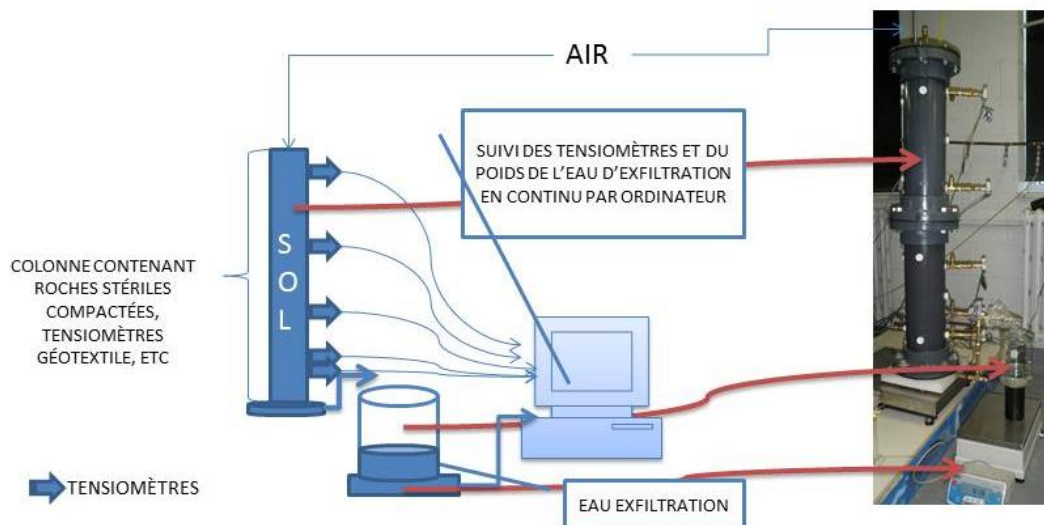 AIR
SUIVI DES TENSIOMÈTRES ET DU
POIDS DE L'EAU D'EXFILTRATION
EN CONTINU PAR ORDINATEUR
SOL
COLONNE CONTENANT
ROCHES STÉRILES
COMPACTÉES,
TENSIOMÈTRES
GÉOTEXTILE, ETC
TENSIOMÈTRES
EAU EXFILTRATION